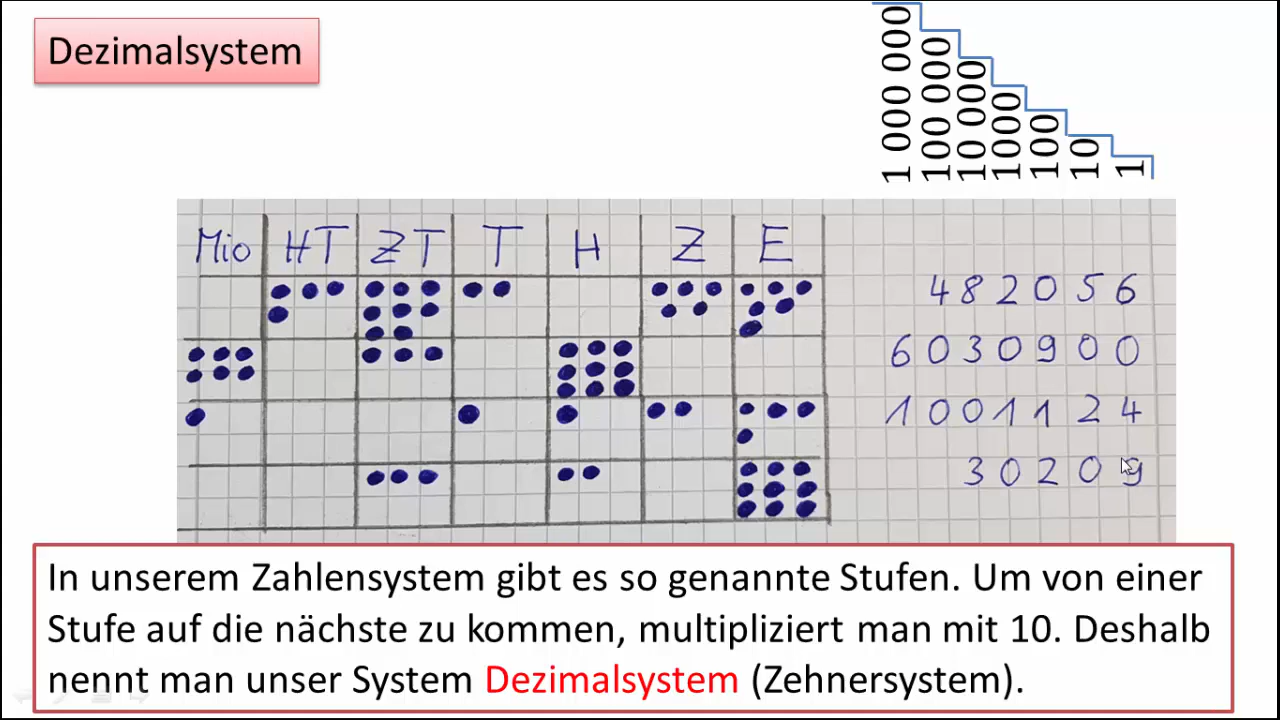 Dezimalsystem
1 000 000
100 000
10 000
1000
100
10
1
Mio HT ZT T H Z E
482056
6030900
1001124
30209
In unserem Zahlensystem gibt es so genannte Stufen. Um von einer
Stufe auf die nächste zu kommen, multipliziert man mit 10. Deshalb
nennt man unser System Dezimalsystem (Zehnersystem).